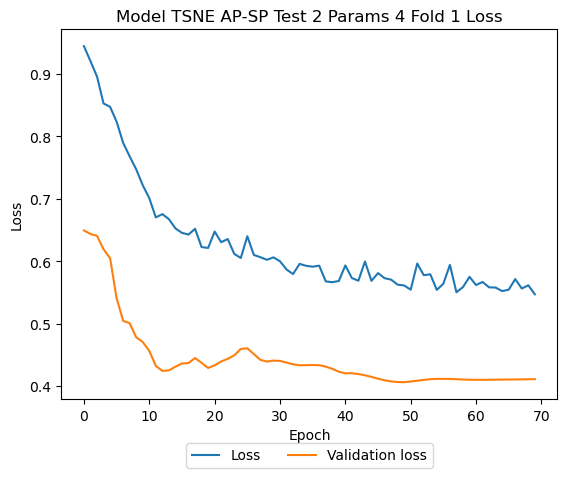 Model TSNE AP-SP Test 2 Params 4 Fold 1 Loss
0.9
0.8
0.7
0.6
0.5
0.4
Loss
0 10 20 30 40 50 60 70
Epoch
Loss Validation loss